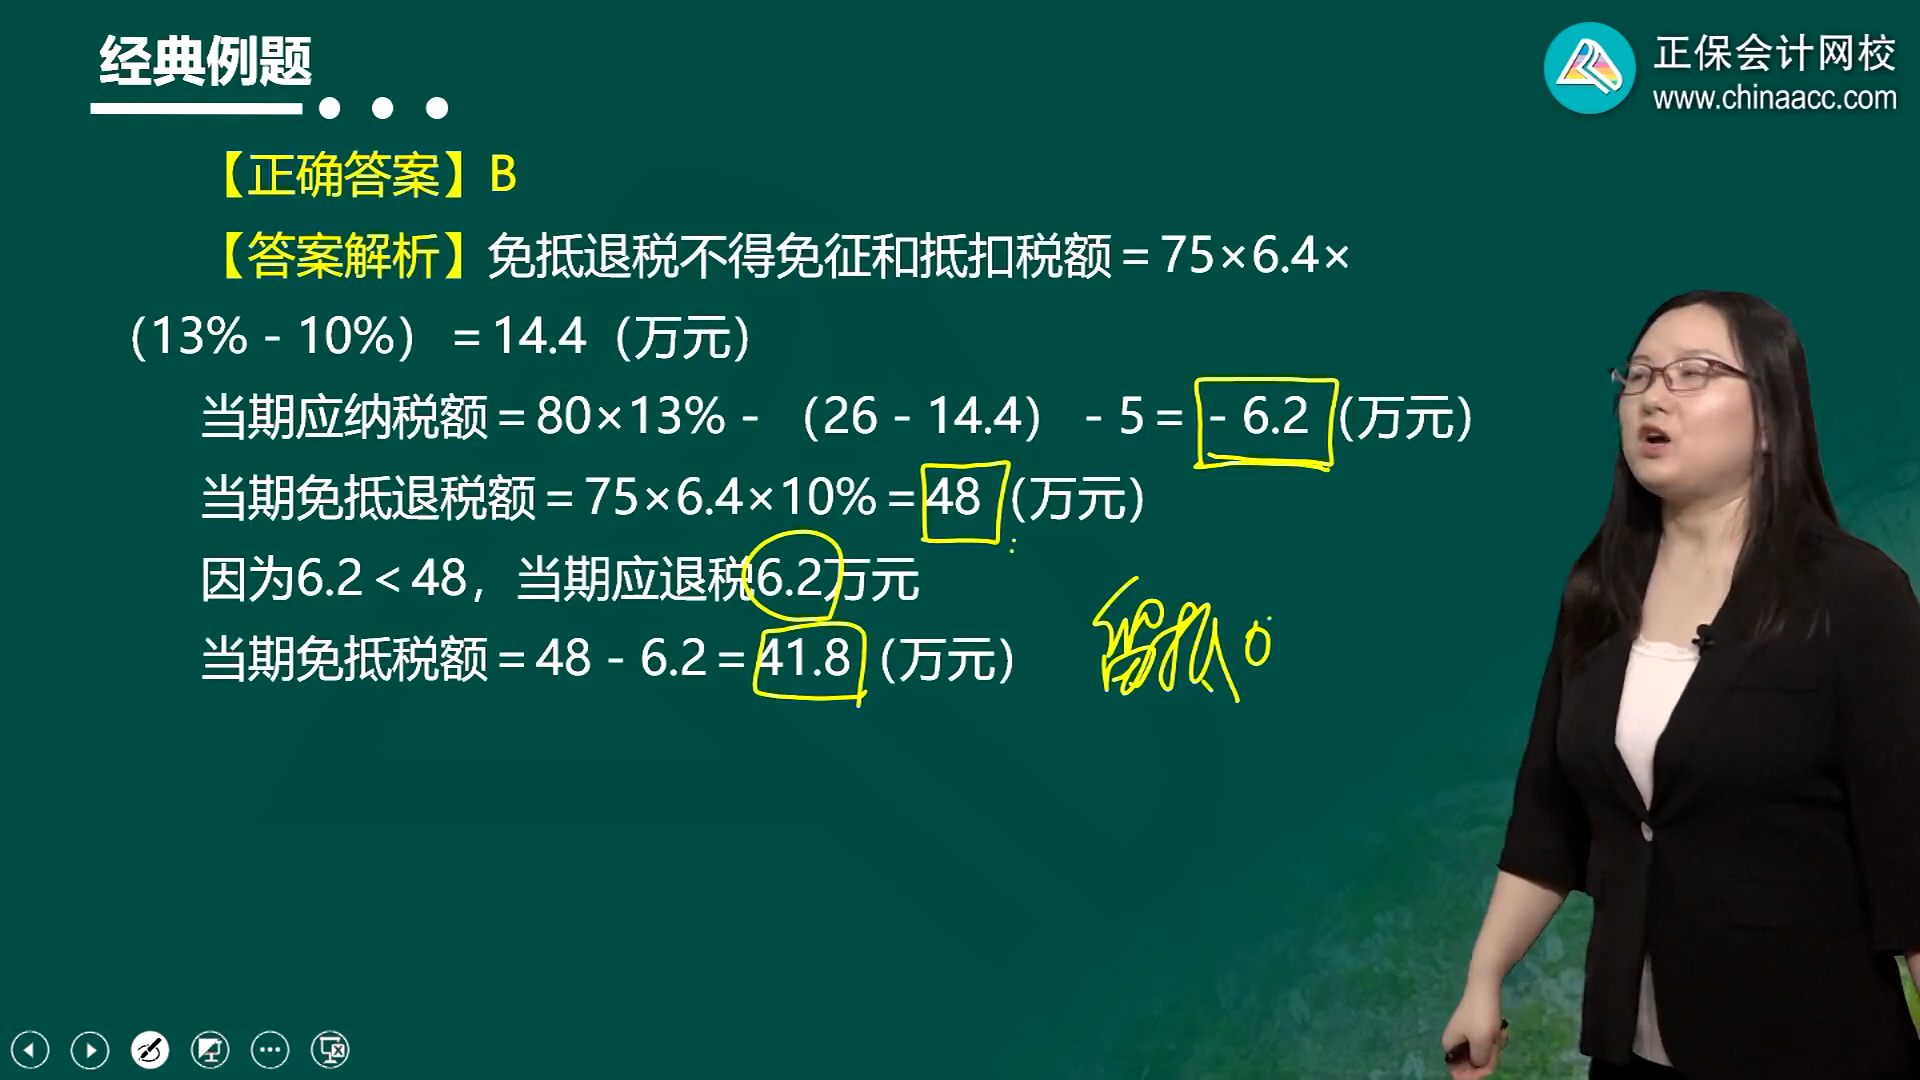 经典例题
正保会计网校
www.chinaacc.com
【正确答案】B
【答案解析】免抵退税不得免征和抵扣税额＝75×6.4×
（13%－10%）＝14.4（万元）
当期应纳税额＝80×13%－（26－14.4）－5＝－6.2（万元）
当期免抵退税额＝75×6.4×10%＝48（万元）
因为6.2＜48，当期应退税6.2万元
当期免抵税额＝48－6.2＝41.8（万元）
留抵0